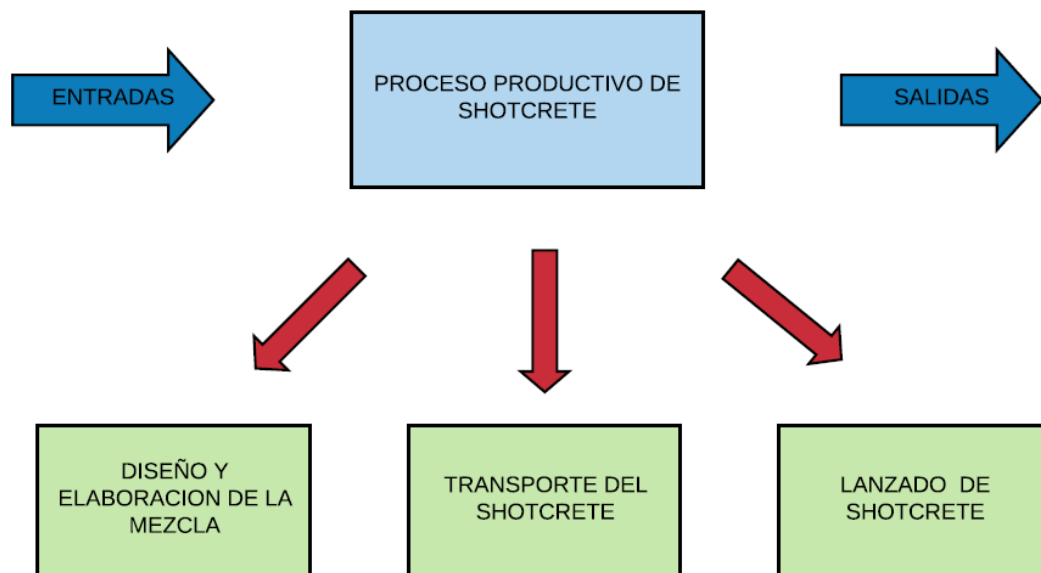 ENTRADAS
PROCESO PRODUCTIVO DE
SHOTCRETE
SALIDAS
DISEÑO Y
ELABORACION DE LA
MEZCLA
TRANSPORTE DEL
SHOTCRETE
LANZADO DE
SHOTCRETE